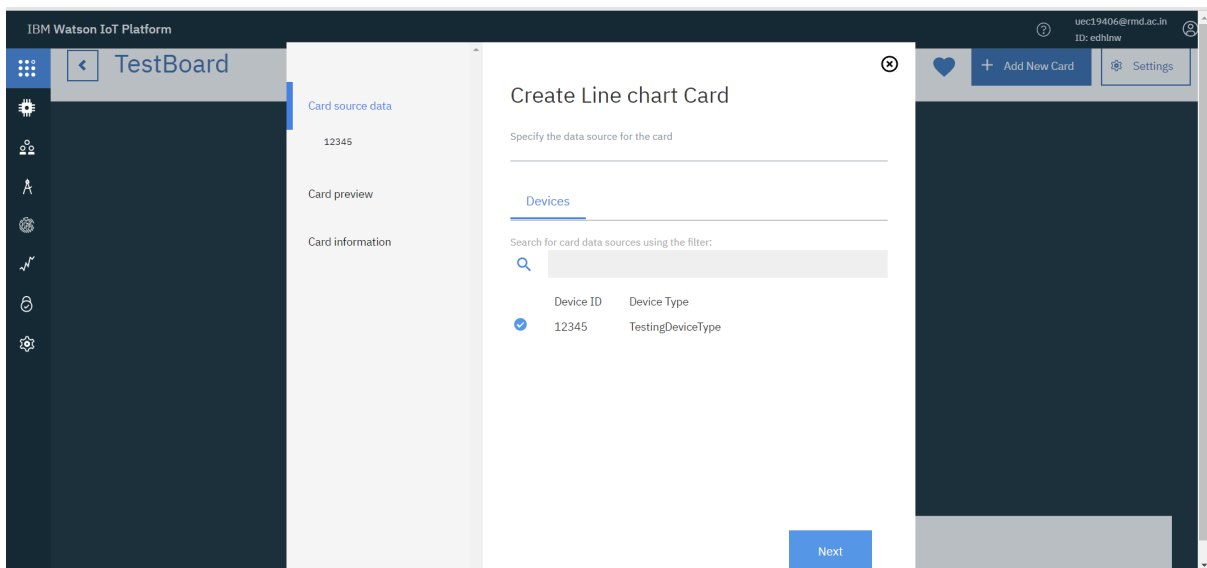 IBM Watson IoT Platform
uec19406@rmd.ac.in
ID: edhlnw
TestBoard
Add New Card
Settings
Card source data
12345
Card preview
Card information
Create Line chart Card
Specify the data source for the card
Devices
Search for card data sources using the filter:
Device ID Device Type
12345 TestingDeviceType
Next